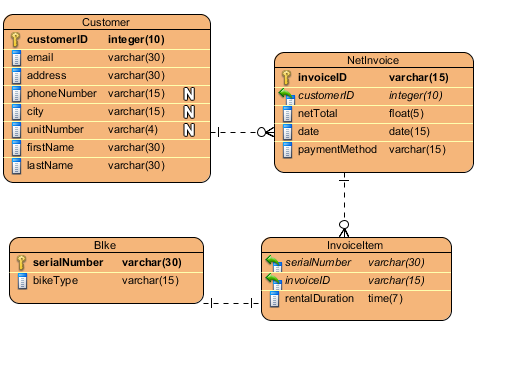 Customer
customerID integer(10)
email varchar(30)
address varchar(30)
phoneNumber varchar(15) N
city varchar(15) N
unitNumber varchar(4) N
firstName varchar(30)
lastName varchar(30)
NetInvoice
invoiceID varchar(15)
customerID integer(10)
netTotal float(5)
date date(15)
paymentMethod varchar(15)
BIke
serialNumber varchar(30)
bikeType varchar(15)
InvoiceItem
serialNumber varchar(30)
invoiceID varchar(15)
rentalDuration time(7)